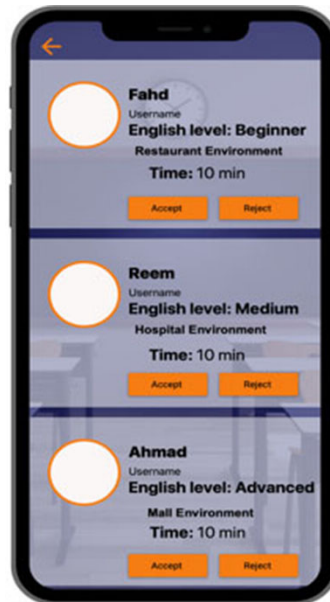 Fahd
Username
English level: Beginner
Restaurant Environment
Time: 10 min
Accept Reject
Reem
Username
English level: Medium
Hospital Environment
Time: 10 min
Accept Reject
Ahmad
Username
English level: Advanced
Mall Environment
Time: 10 min
Accept Reject